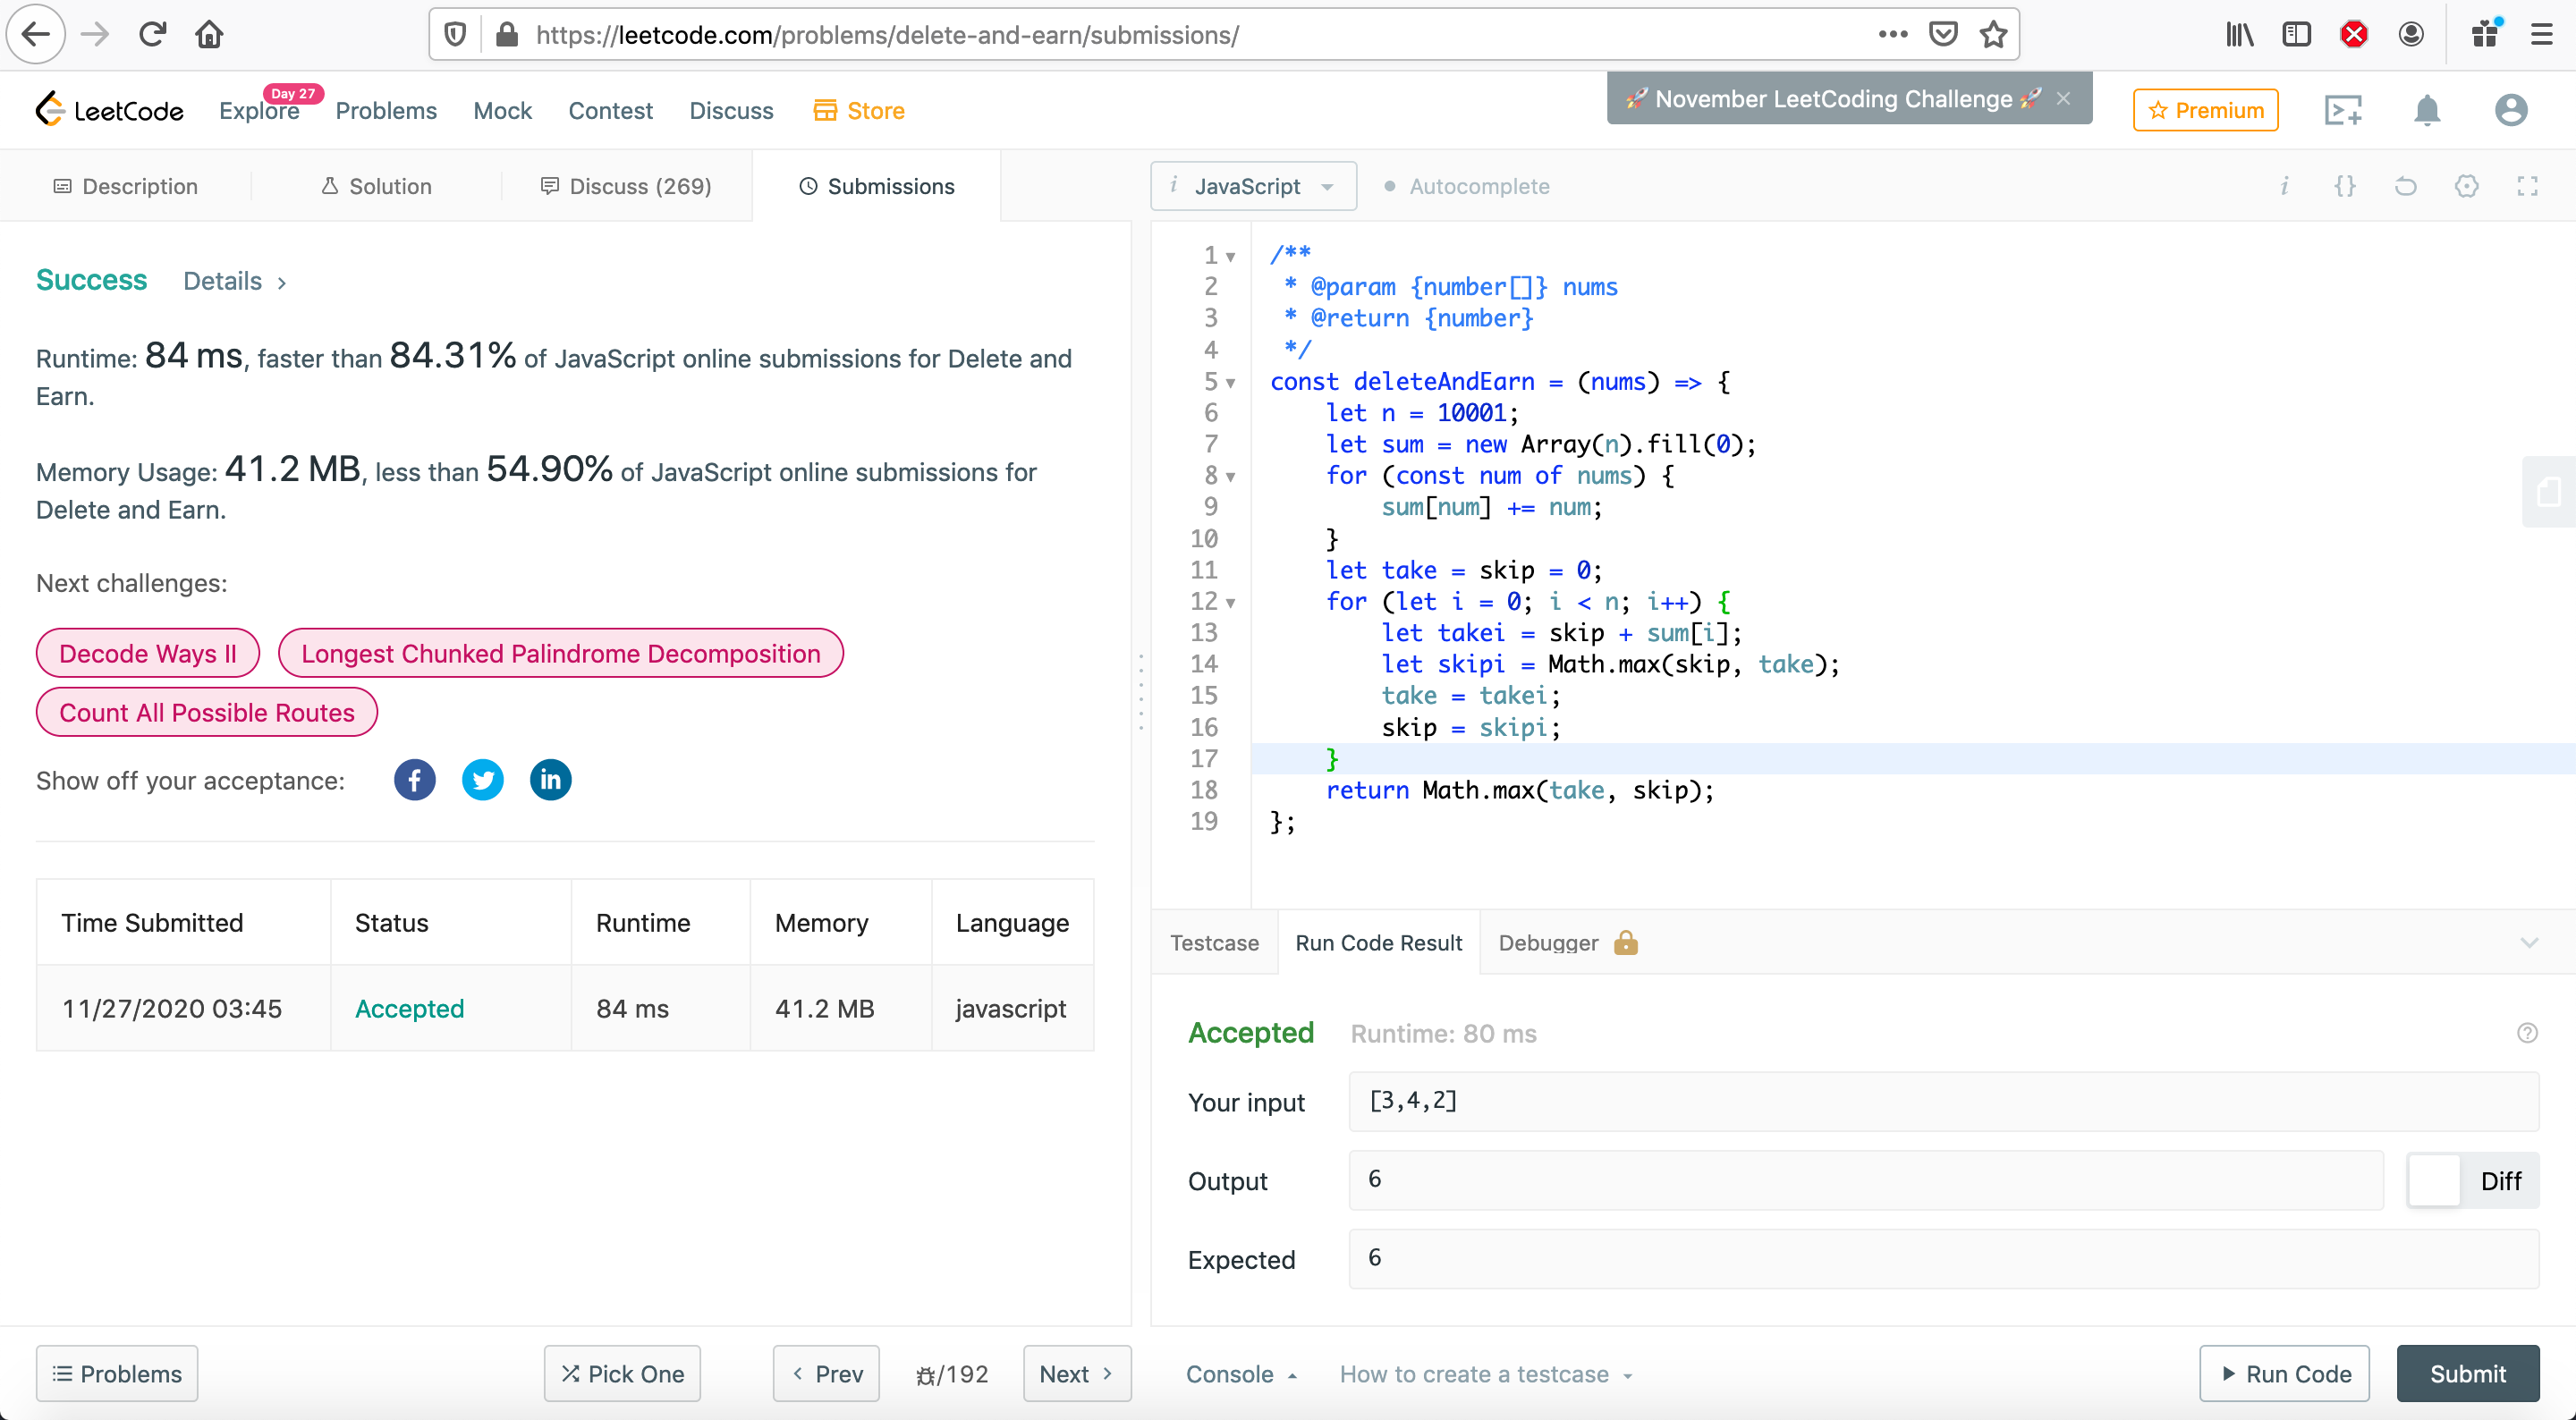 https://leetcode.com/problems/delete-and-earn/submissions/
LeetCode
Explore
Day 27
Problems
Mock
Contest
Discuss
Store
🚀 November LeetCoding Challenge 🚀
Premium
Description
Solution
Discuss (269)
Submissions
Success
Details >
Runtime: 84 ms, faster than 84.31% of JavaScript online submissions for Delete and
Earn.
Memory Usage: 41.2 MB, less than 54.90% of JavaScript online submissions for
Delete and Earn.
Next challenges:
Decode Ways II
Longest Chunked Palindrome Decomposition
Count All Possible Routes
Show off your acceptance:
Time Submitted Status Runtime Memory Language
11/27/2020 03:45 Accepted 84 ms 41.2 MB javascript
i JavaScript
Autocomplete
i {}
1 /**
2 * @param {number[]} nums
3 * @return {number}
4 */
5 const deleteAndEarn = (nums) => {
6 let n = 10001;
7 let sum = new Array(n).fill(0);
8 for (const num of nums) {
9 sum[num] += num;
10 }
11 let take = skip = 0;
12 for (let i = 0; i < n; i++) {
13 let takei = skip + sum[i];
14 let skipi = Math.max(skip, take);
15 take = takei;
16 skip = skipi;
17 }
18 return Math.max(take, skip);
19 };
Testcase
Run Code Result
Debugger
Accepted Runtime: 80 ms
Your input [3,4,2]
Output 6
Diff
Expected 6
Problems
Pick One
< Prev
/192
Next >
Console
How to create a testcase
Run Code
Submit